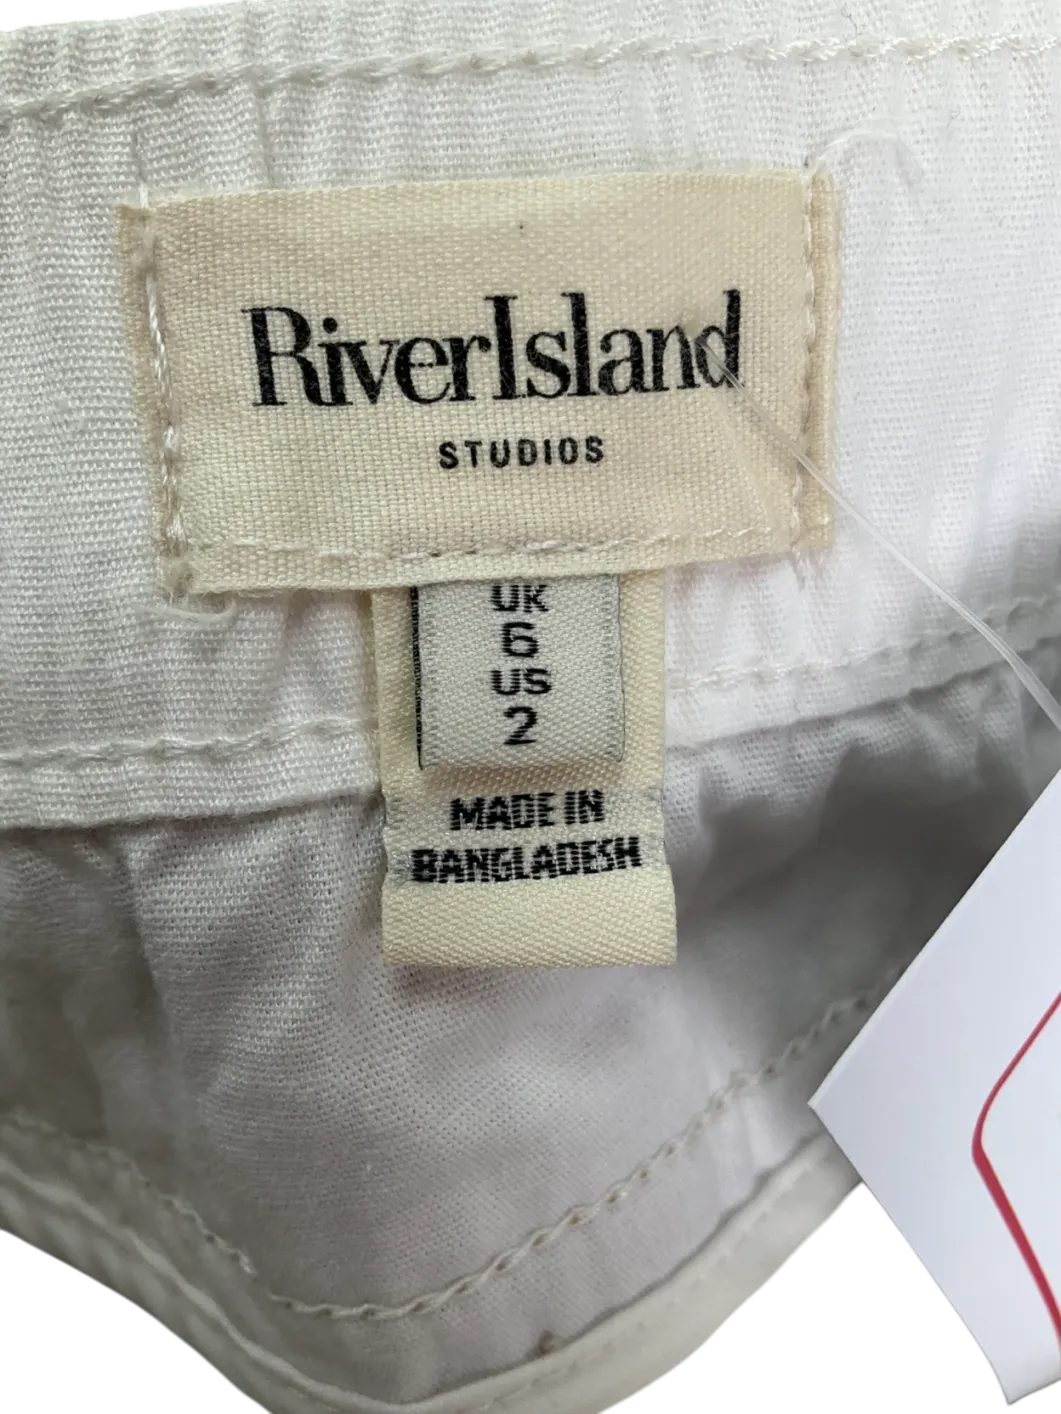 RiverIsland
STUDIOS
UK
6
US
2
MADE IN
BANGLADESH